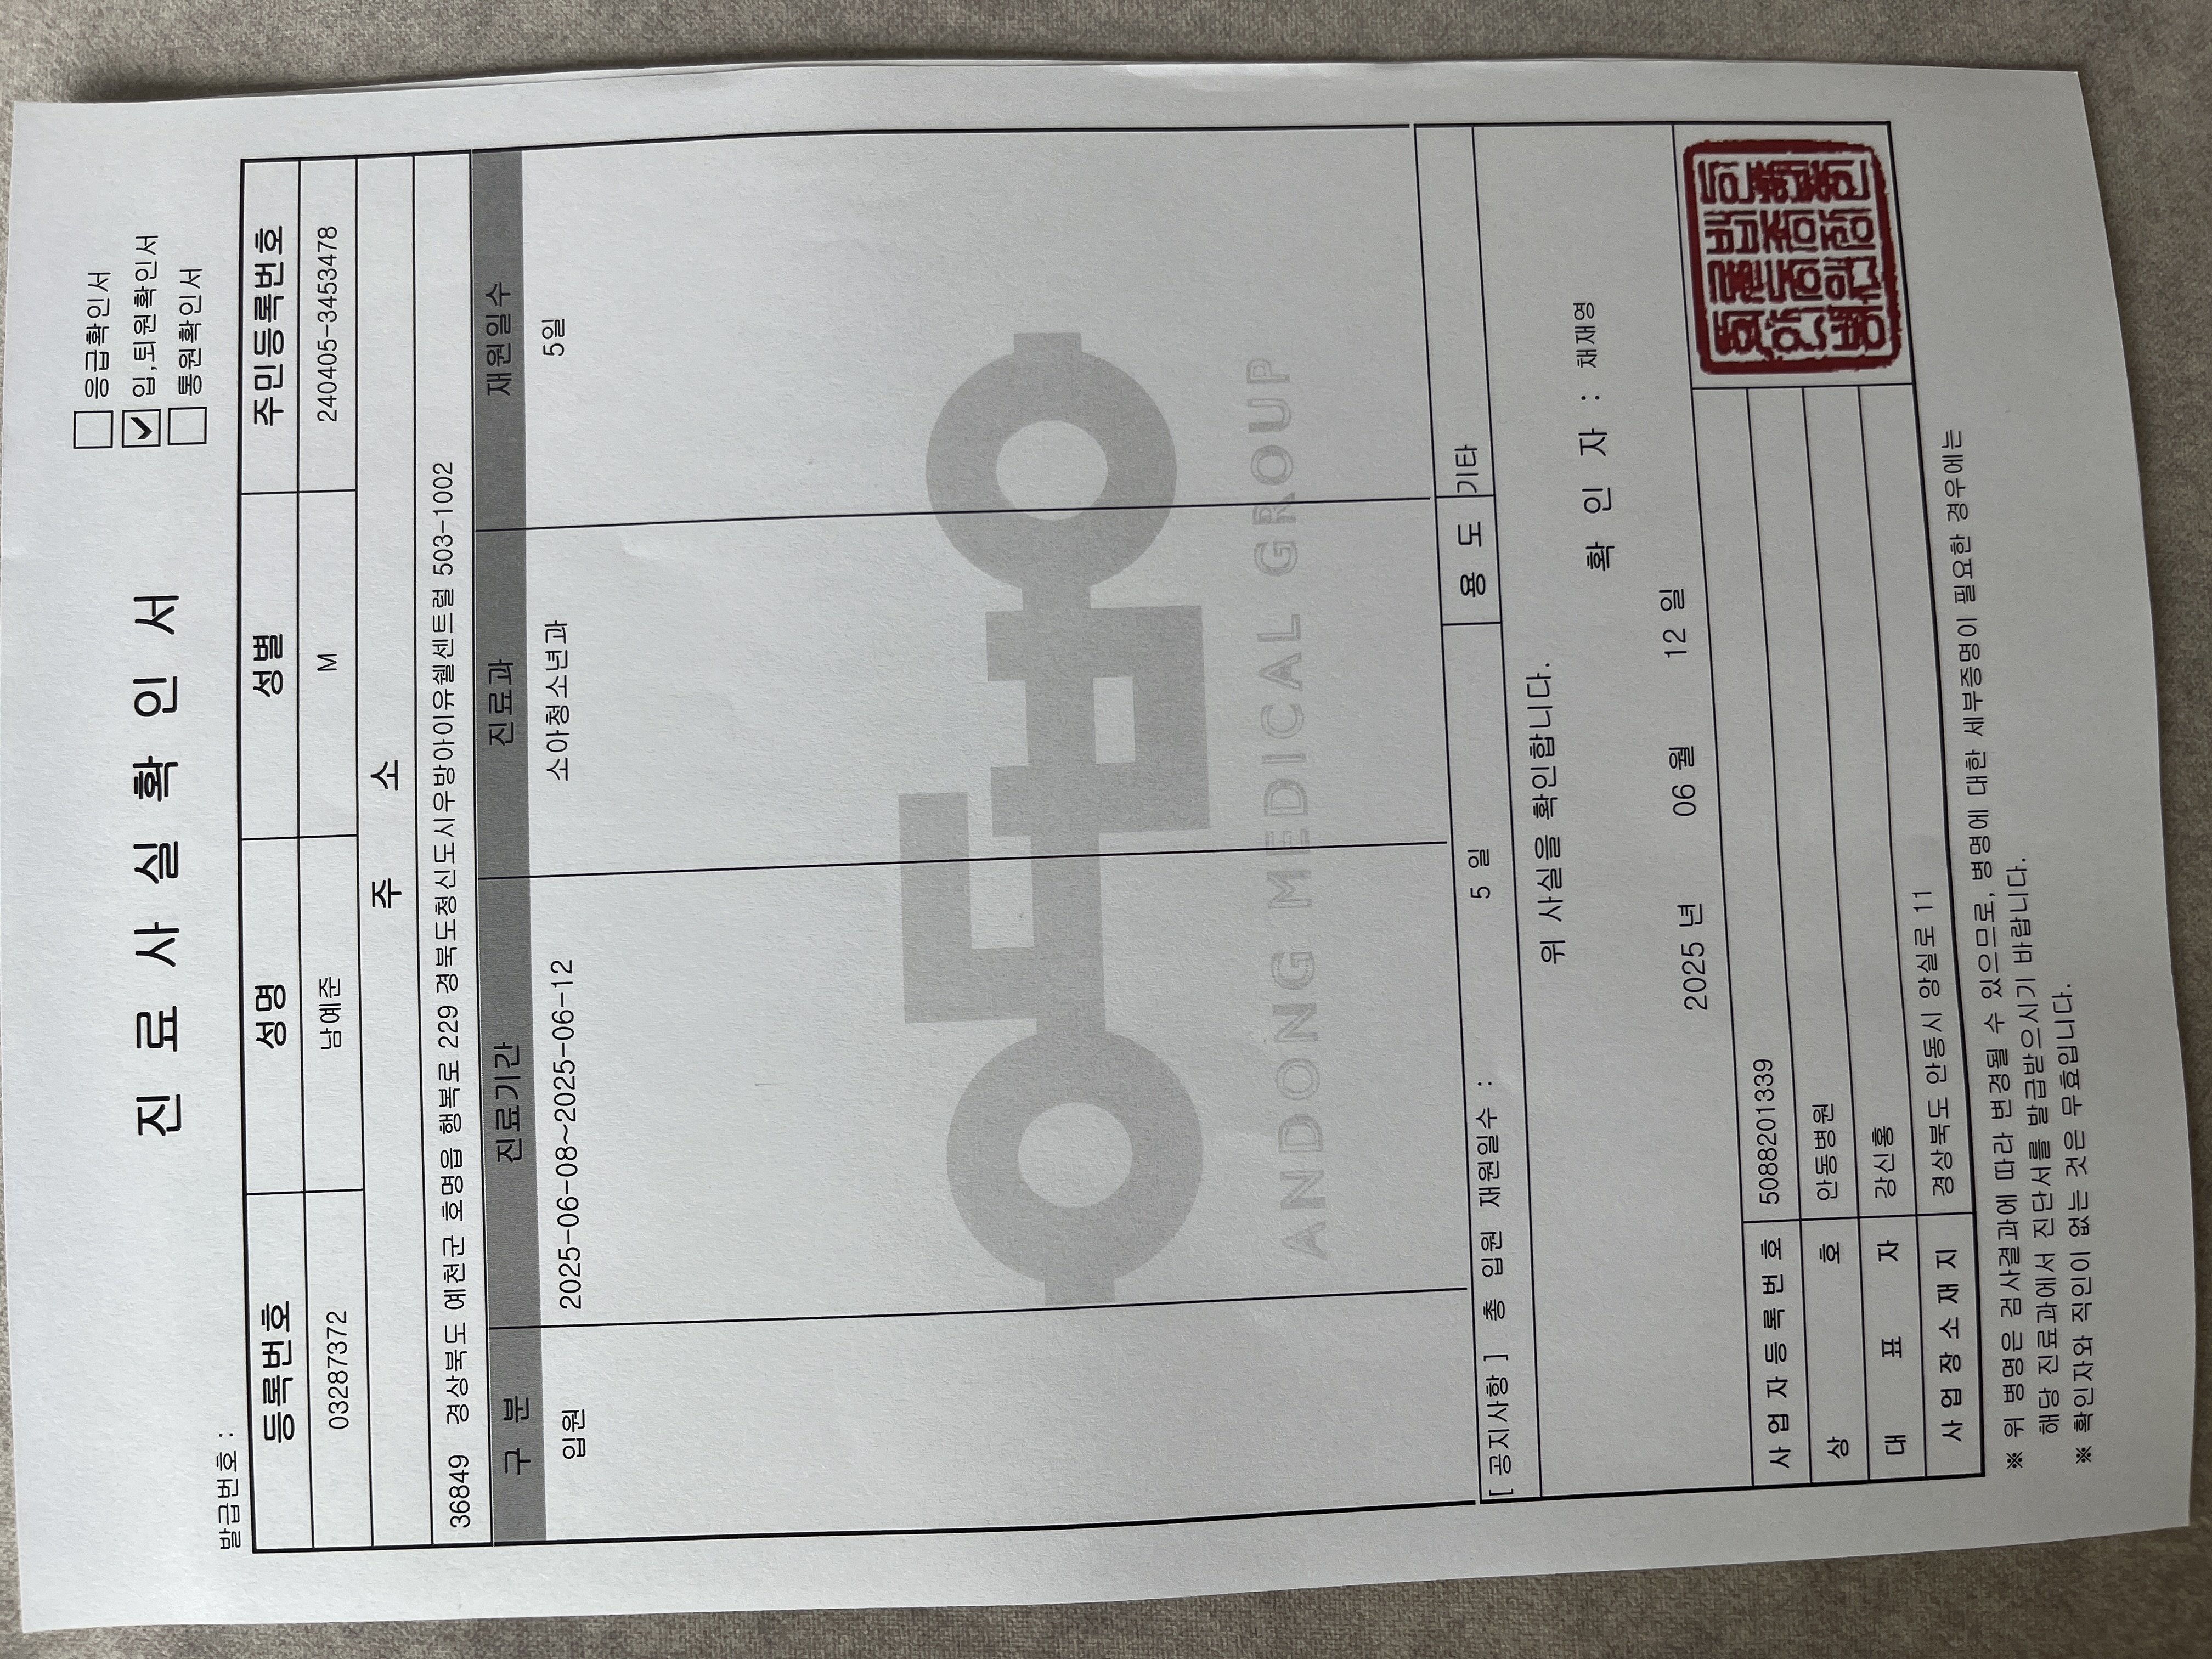 진 료 사 실 확 인 서
응급확인서
입,퇴원확인서
통원확인서
발급번호 :
등록번호 성명 성별 주민등록번호
03287372 남예준 M 240405-3453478
주 소
36849 경상북도 예천군 호명읍 행복로 229 경북도청신도시우방아이유쉘센트럴 503-1002
구 분 진료기간 진료과 재원일수
입원 2025-06-08~2025-06-12 소아청소년과 5일
ANDONG MEDICAL GROUP
[ 공지사항 ] 총 입원 재원일수 : 5 일 용 도 기타
위 사실을 확인합니다.
확 인 자 : 채재영
2025 년 06 월 12 일
사 업 자 등 록 번 호 5088201339
상 호 안동병원
대 표 자 강신홍
사 업 장 소 재 지 경상북도 안동시 앙실로 11
※ 위 병명은 검사결과에 따라 변경될 수 있으므로, 병명에 대한 세부증명이 필요한 경우에는
해당 진료과에서 진단서를 발급받으시기 바랍니다.
※ 확인자와 직인이 없는 것은 무효입니다.